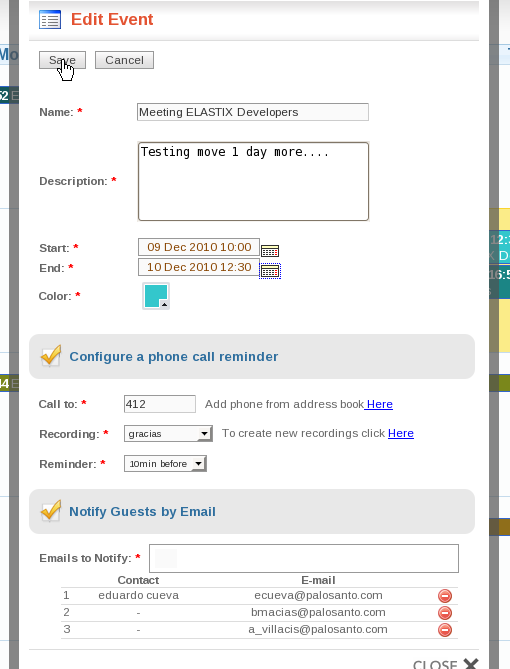 Edit Event
Save Cancel
Name: * Meeting ELASTIX Developers
Description: * Testing move 1 day more....
Start: * 09 Dec 2010 10:00
End: * 10 Dec 2010 12:30
Color: *
Configure a phone call reminder
Call to: * 412 Add phone from address book Here
Recording: * gracias To create new recordings click Here
Reminder: * 10min before
Notify Guests by Email
Emails to Notify: *
Contact E-mail
1 eduardo cueva ecueva@palosanto.com
2 - bmacias@palosanto.com
3 - a_villacis@palosanto.com
CLOSE